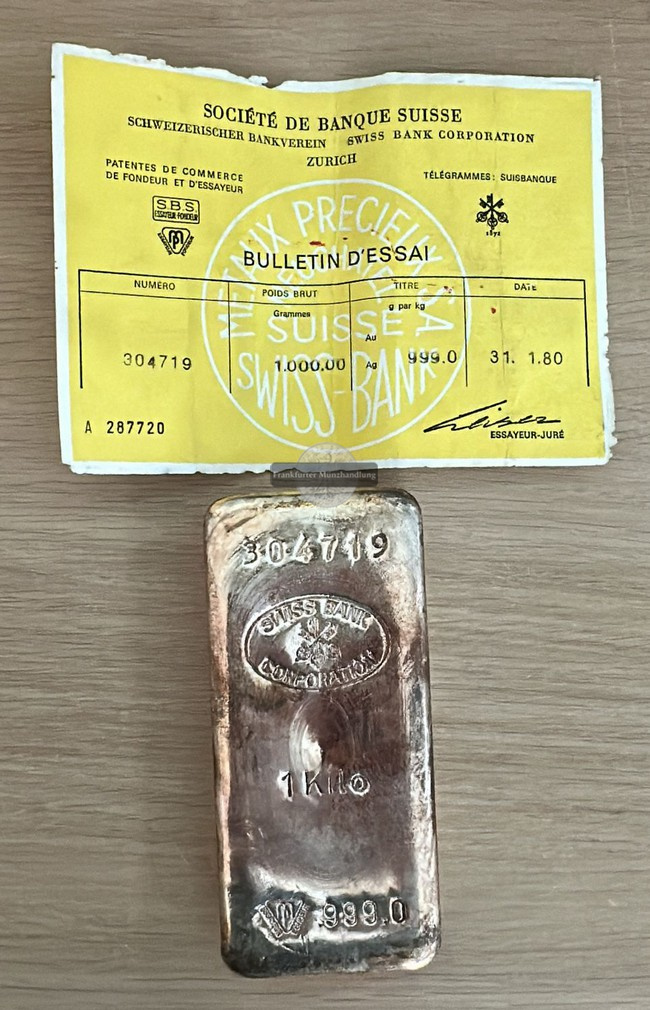 SOCIÉTÉ DE BANQUE SUISSE
SCHWEIZERISCHER BANKVEREIN SWISS BANK CORPORATION
ZURICH
PATENTES DE COMMERCE
DE FONDEUR ET D'ESSAYEUR
TÉLÉGRAMMES: SUISBANQUE
S.B.S.
ESSAYEUR-FONDEUR
1872
METAUX PRECIEUX SA
SUISSE
SWISS-BANK
BULLETIN D'ESSAI
NUMÉRO POIDS BRUT TITRE DATE
Grammes g par kg
Au
304719 1.000.00 Ag 999.0 31. 1.80
A 287720
ESSAYEUR-JURÉ
Frankfurter Münzhandlung
304719
SWISS BANK
CORPORATION
1 Kilo
999.0